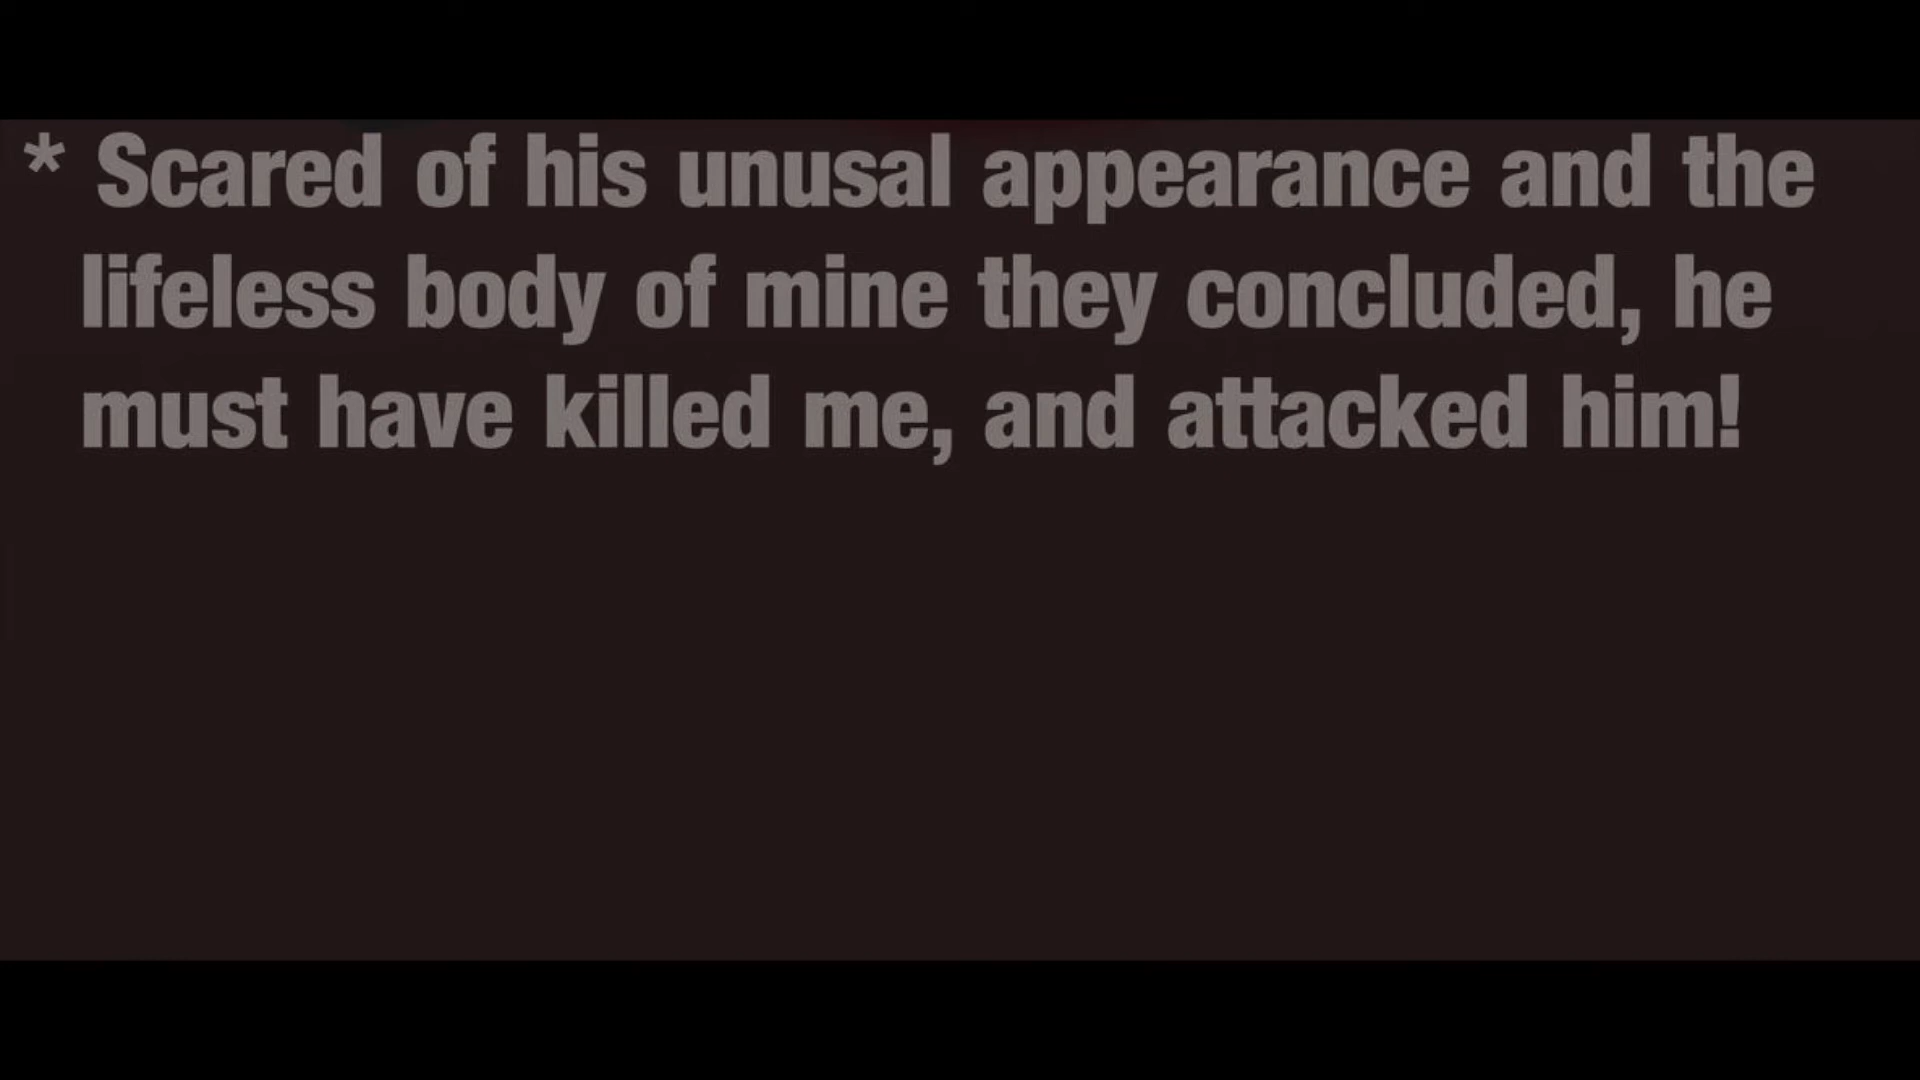 * Scared of his unusal appearance and the
lifeless body of mine they concluded, he
must have killed me, and attacked him!